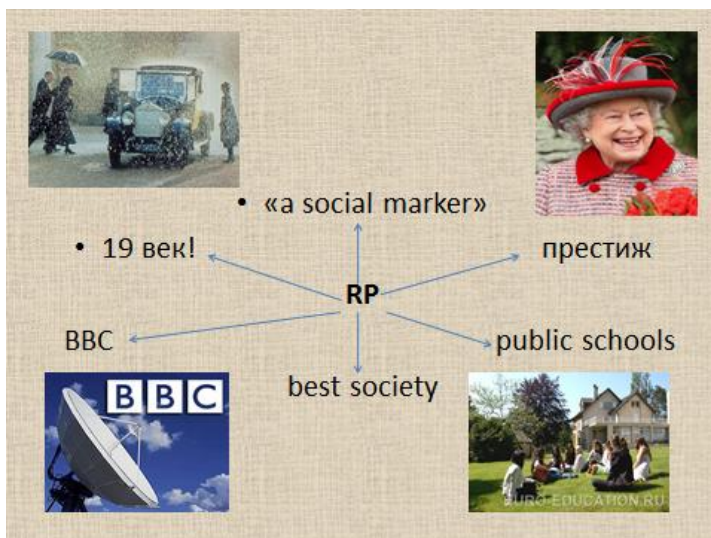 • «a social marker»
• 19 век!
престиж
RP
BBC
public schools
best society
BBC
EURO-EDUCATION.RU